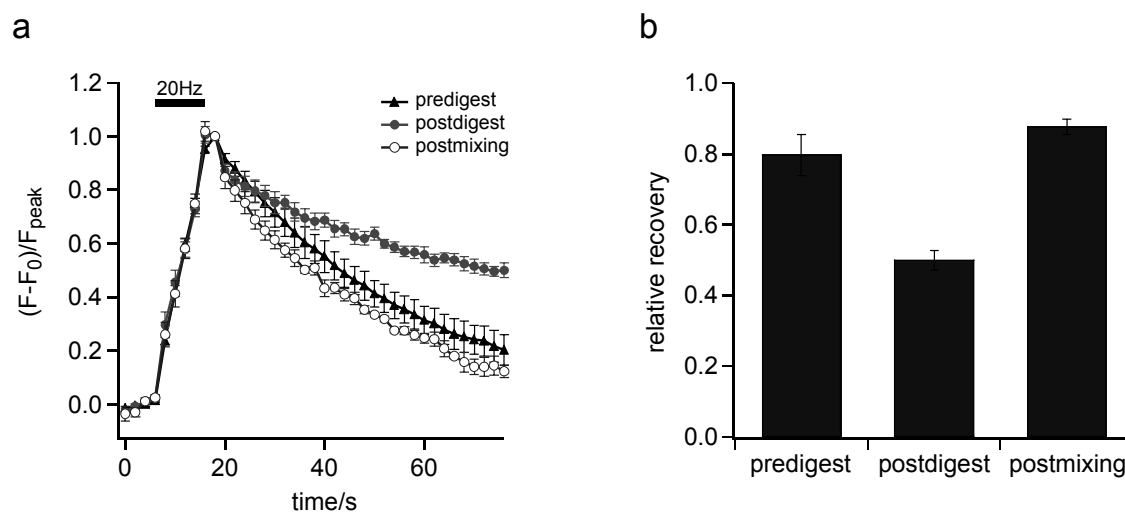 a
1.2
1.0
0.8
0.6
0.4
0.2
0.0
(F-F0)/Fpeak
20Hz
predigest
postdigest
postmixing
0
20
40
60
time/s
b
1.0
0.8
0.6
0.4
0.2
0.0
relative recovery
predigest
postdigest
postmixing